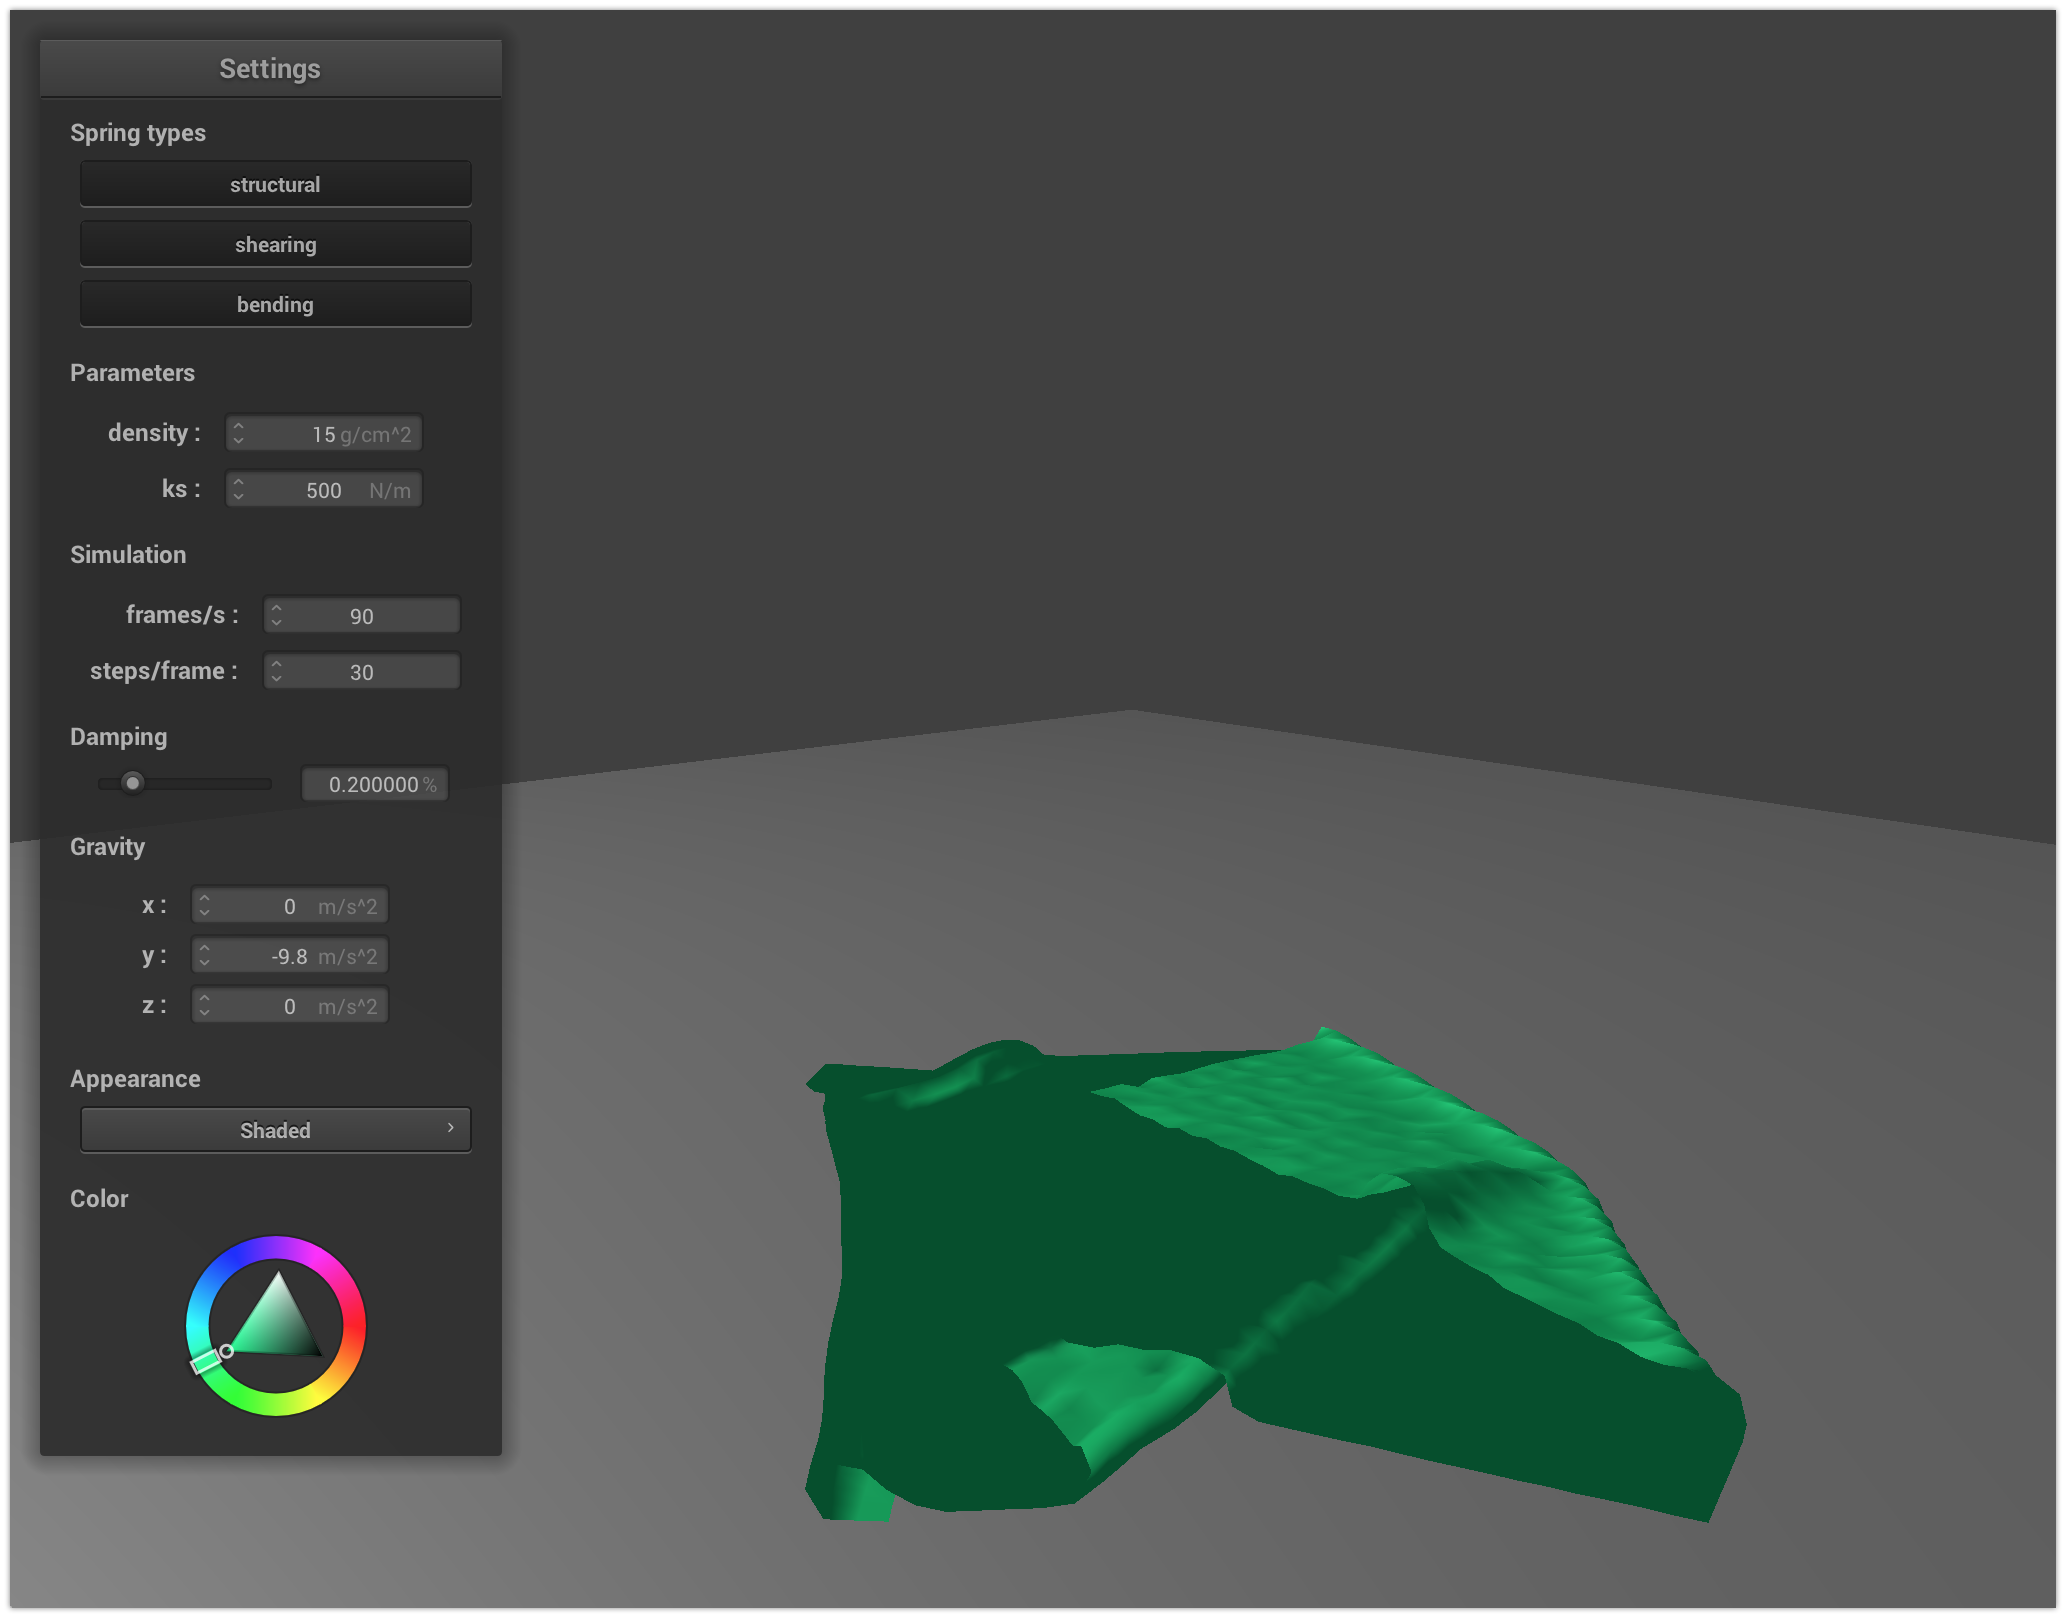 Settings
Spring types
structural
shearing
bending
Parameters
density : 15 g/cm^2
ks : 500 N/m
Simulation
frames/s : 90
steps/frame : 30
Damping
0.200000 %
Gravity
x : 0 m/s^2
y : -9.8 m/s^2
z : 0 m/s^2
Appearance
Shaded
Color